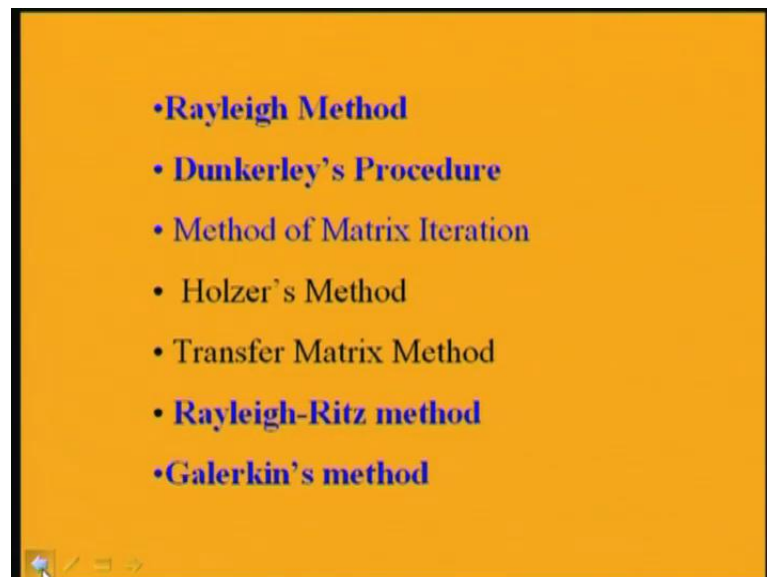 •Rayleigh Method
• Dunkerley's Procedure
• Method of Matrix Iteration
• Holzer's Method
• Transfer Matrix Method
• Rayleigh-Ritz method
•Galerkin's method